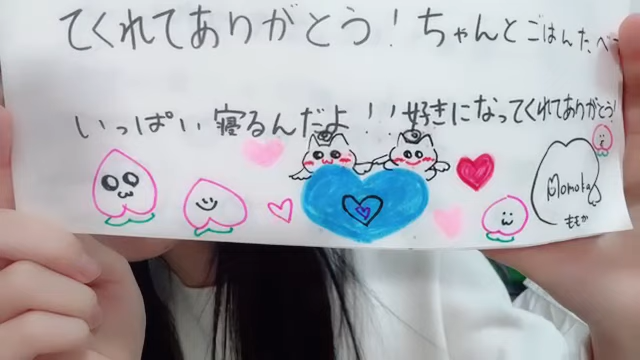 てくれてありがとう！ちゃんとごはんたべ
いっぱい寝るんだよ！！好きになってくれてありがとう！
Momoka
ももか